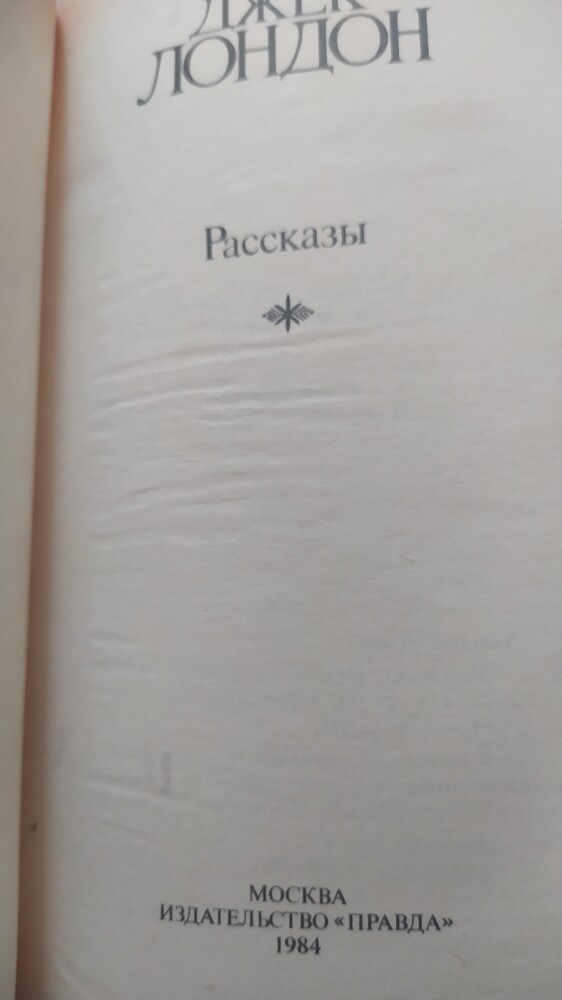 ДЖЕК
ЛОНДОН
Рассказы
МОСКВА
ИЗДАТЕЛЬСТВО «ПРАВДА»
1984